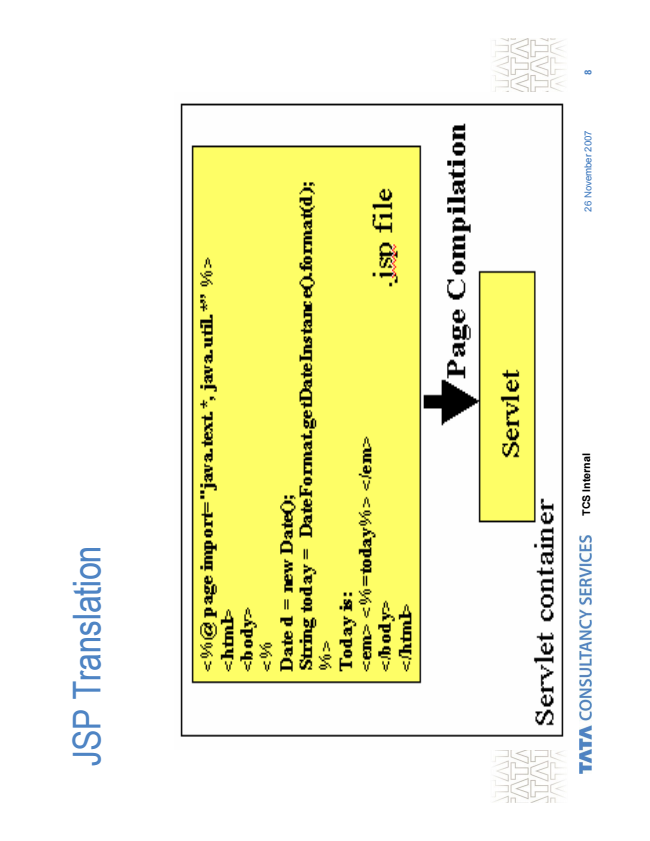 JSP Translation
<%@ page import="java.text.*, java.util.*” %>
<html>
<body>
<%
Date d = new Date();
String today = DateFormat.getDateInstance().format(d);
%>
Today is:
<em> <%=today%> </em>
</body>
</html>
.jsp file
Page Compilation
Servlet
Servlet container
TATA CONSULTANCY SERVICES
TCS Internal
26 November 2007
8